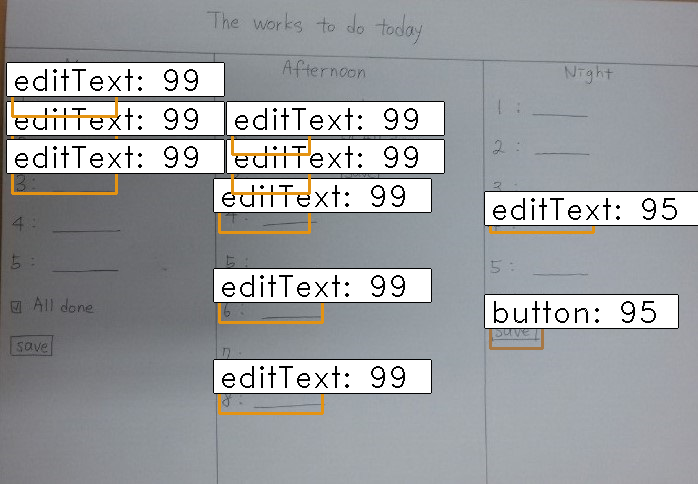 The works to do today
editText: 99
editText: 99
editText: 99
3:
4:
5:
All done
save
Afternoon
editText: 99
editText: 99
editText: 99
4:
5:
editText: 99
6:
7:
editText: 99
8:
Night
1:
2:
3:
editText: 95
5:
button: 95
save